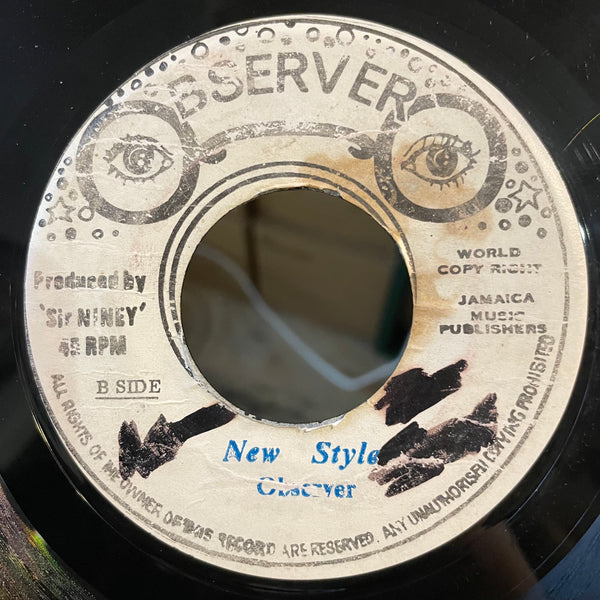 OBSERVER
Produced by
'Sir NINEY'
45 RPM
B SIDE
WORLD
COPY RIGHT
JAMAICA
MUSIC
PUBLISHERS
New Style
Observer
ALL RIGHTS OF THE OWNER OF THIS RECORD ARE RESERVED. ANY UNAUTHORISED COPYING PROHIBITED